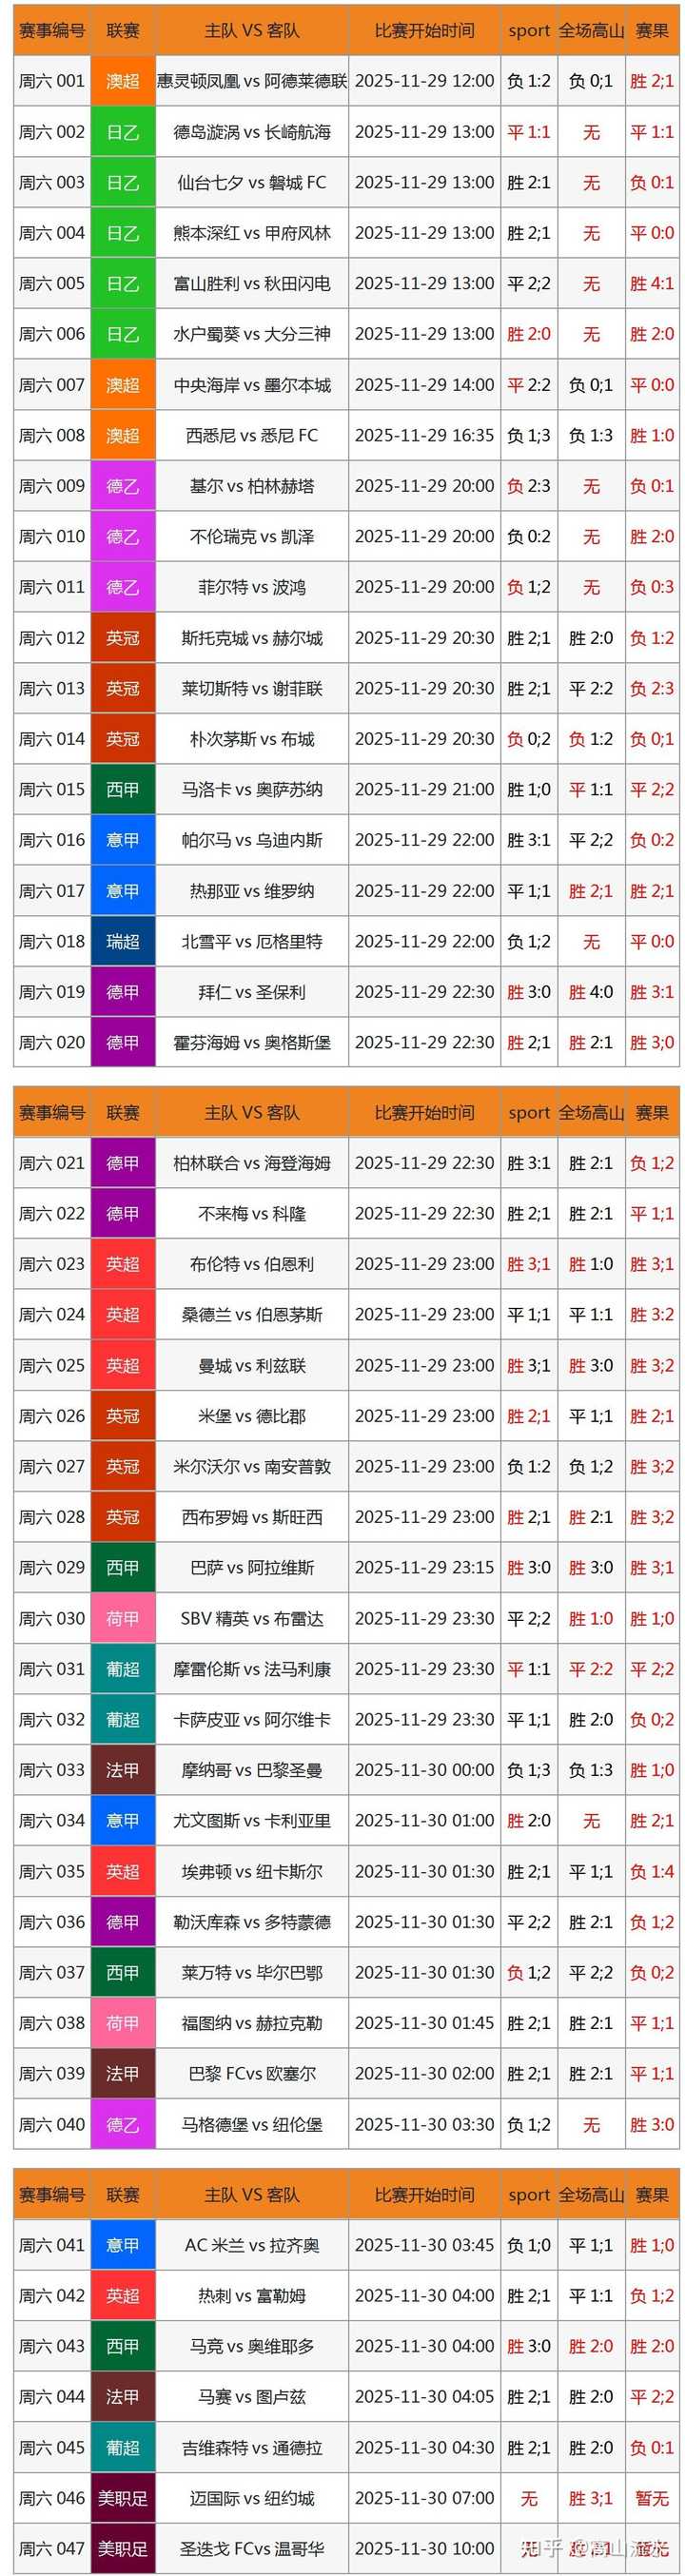 赛事编号 联赛 主队 VS 客队 比赛开始时间 sport 全场高山 赛果
周六 001 澳超 惠灵顿凤凰 vs 阿德莱德联 2025-11-29 12:00 负 1:2 负 0;1 胜 2;1
周六 002 日乙 德岛漩涡 vs 长崎航海 2025-11-29 13:00 平 1:1 无 平 1:1
周六 003 日乙 仙台七夕 vs 磐城 FC 2025-11-29 13:00 胜 2:1 无 负 0:1
周六 004 日乙 熊本深红 vs 甲府风林 2025-11-29 13:00 胜 2;1 无 平 0:0
周六 005 日乙 富山胜利 vs 秋田闪电 2025-11-29 13:00 平 2;2 无 胜 4:1
周六 006 日乙 水户蜀葵 vs 大分三神 2025-11-29 13:00 胜 2:0 无 胜 2:0
周六 007 澳超 中央海岸 vs 墨尔本城 2025-11-29 14:00 平 2:2 负 0;1 平 0:0
周六 008 澳超 西悉尼 vs 悉尼 FC 2025-11-29 16:35 负 1;3 负 1:3 胜 1:0
周六 009 德乙 基尔 vs 柏林赫塔 2025-11-29 20:00 负 2:3 无 负 0:1
周六 010 德乙 不伦瑞克 vs 凯泽 2025-11-29 20:00 负 0:2 无 胜 2:0
周六 011 德乙 菲尔特 vs 波鸿 2025-11-29 20:00 负 1;2 无 负 0:3
周六 012 英冠 斯托克城 vs 赫尔城 2025-11-29 20:30 胜 2;1 胜 2:0 负 1:2
周六 013 英冠 莱切斯特 vs 谢菲联 2025-11-29 20:30 胜 2;1 平 2:2 负 2:3
周六 014 英冠 朴次茅斯 vs 布城 2025-11-29 20:30 负 0;2 负 1:2 负 0;1
周六 015 西甲 马洛卡 vs 奥萨苏纳 2025-11-29 21:00 胜 1;0 平 1:1 平 2;2
周六 016 意甲 帕尔马 vs 乌迪内斯 2025-11-29 22:00 胜 3:1 平 2;2 负 0:2
周六 017 意甲 热那亚 vs 维罗纳 2025-11-29 22:00 平 1;1 胜 2;1 胜 2;1
周六 018 瑞超 北雪平 vs 厄格里特 2025-11-29 22:00 负 1;2 无 平 0:0
周六 019 德甲 拜仁 vs 圣保利 2025-11-29 22:30 胜 3:0 胜 4:0 胜 3:1
周六 020 德甲 霍芬海姆 vs 奥格斯堡 2025-11-29 22:30 胜 2;1 胜 2:1 胜 3;0
赛事编号 联赛 主队 VS 客队 比赛开始时间 sport 全场高山 赛果
周六 021 德甲 柏林联合 vs 海登海姆 2025-11-29 22:30 胜 3:1 胜 2:1 负 1;2
周六 022 德甲 不来梅 vs 科隆 2025-11-29 22:30 胜 2;1 胜 2:1 平 1;1
周六 023 英超 布伦特 vs 伯恩利 2025-11-29 23:00 胜 3;1 胜 1:0 胜 3;1
周六 024 英超 桑德兰 vs 伯恩茅斯 2025-11-29 23:00 平 1;1 平 1:1 胜 3:2
周六 025 英超 曼城 vs 利兹联 2025-11-29 23:00 胜 3;1 胜 3:0 胜 3;2
周六 026 英冠 米堡 vs 德比郡 2025-11-29 23:00 胜 2;1 平 1;1 胜 2;1
周六 027 英冠 米尔沃尔 vs 南安普敦 2025-11-29 23:00 负 1:2 负 1;2 胜 3;2
周六 028 英冠 西布罗姆 vs 斯旺西 2025-11-29 23:00 胜 2;1 胜 2:1 胜 3;2
周六 029 西甲 巴萨 vs 阿拉维斯 2025-11-29 23:15 胜 3:0 胜 3:0 胜 3;1
周六 030 荷甲 SBV 精英 vs 布雷达 2025-11-29 23:30 平 2;2 胜 1:0 胜 1;0
周六 031 葡超 摩雷伦斯 vs 法马利康 2025-11-29 23:30 平 1:1 平 2:2 平 2;2
周六 032 葡超 卡萨皮亚 vs 阿尔维卡 2025-11-29 23:30 平 1;1 胜 2:0 负 0;2
周六 033 法甲 摩纳哥 vs 巴黎圣曼 2025-11-30 00:00 负 1;3 负 1:3 胜 1;0
周六 034 意甲 尤文图斯 vs 卡利亚里 2025-11-30 01:00 胜 2:0 无 胜 2;1
周六 035 英超 埃弗顿 vs 纽卡斯尔 2025-11-30 01:30 胜 2;1 平 1;1 负 1:4
周六 036 德甲 勒沃库森 vs 多特蒙德 2025-11-30 01:30 平 2;2 胜 2:1 负 1;2
周六 037 西甲 莱万特 vs 毕尔巴鄂 2025-11-30 01:30 负 1;2 平 2;2 负 0;2
周六 038 荷甲 福图纳 vs 赫拉克勒 2025-11-30 01:45 胜 2;1 胜 2:1 平 1;1
周六 039 法甲 巴黎 FCvs 欧塞尔 2025-11-30 02:00 胜 2;1 胜 2:1 平 1;1
周六 040 德乙 马格德堡 vs 纽伦堡 2025-11-30 03:30 负 1;2 无 胜 3:0
赛事编号 联赛 主队 VS 客队 比赛开始时间 sport 全场高山 赛果
周六 041 意甲 AC 米兰 vs 拉齐奥 2025-11-30 03:45 负 1;0 平 1;1 胜 1;0
周六 042 英超 热刺 vs 富勒姆 2025-11-30 04:00 胜 2;1 平 1:1 负 1;2
周六 043 西甲 马竞 vs 奥维耶多 2025-11-30 04:00 胜 3:0 胜 2:0 胜 2:0
周六 044 法甲 马赛 vs 图卢兹 2025-11-30 04:05 胜 2;1 胜 2:0 平 2;2
周六 045 葡超 吉维森特 vs 通德拉 2025-11-30 04:30 胜 2;1 胜 2:0 负 0:1
周六 046 美职足 迈国际 vs 纽约城 2025-11-30 07:00 无 胜 3;1 暂无
周六 047 美职足 圣迭戈 FCvs 温哥华 2025-11-30 10:00 无
知乎 @高山流水